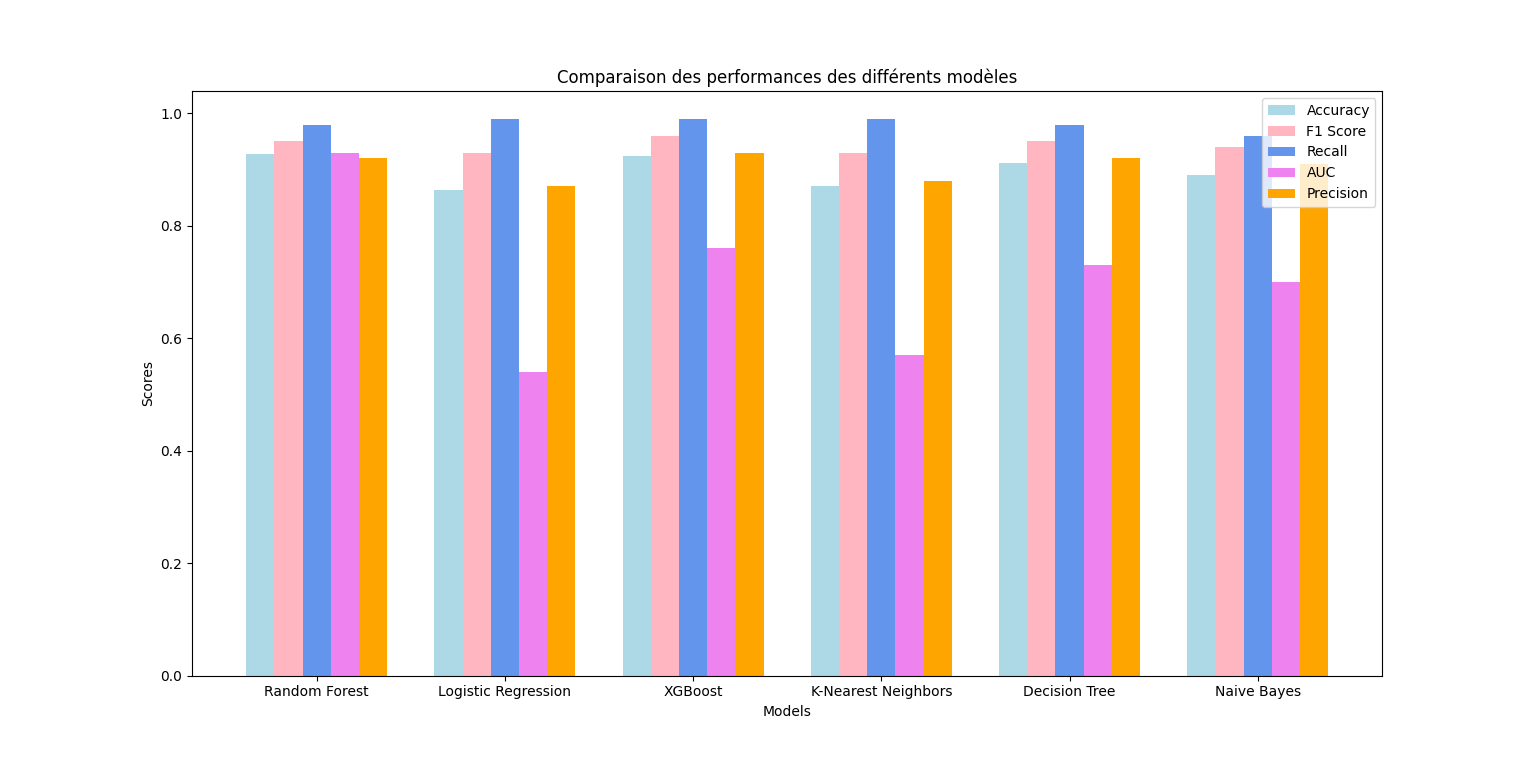 Comparaison des performances des différents modèles
Accuracy
F1 Score
Recall
AUC
Precision
Scores
1.0
0.8
0.6
0.4
0.2
0.0
Random Forest
Logistic Regression
XGBoost
K-Nearest Neighbors
Decision Tree
Naive Bayes
Models